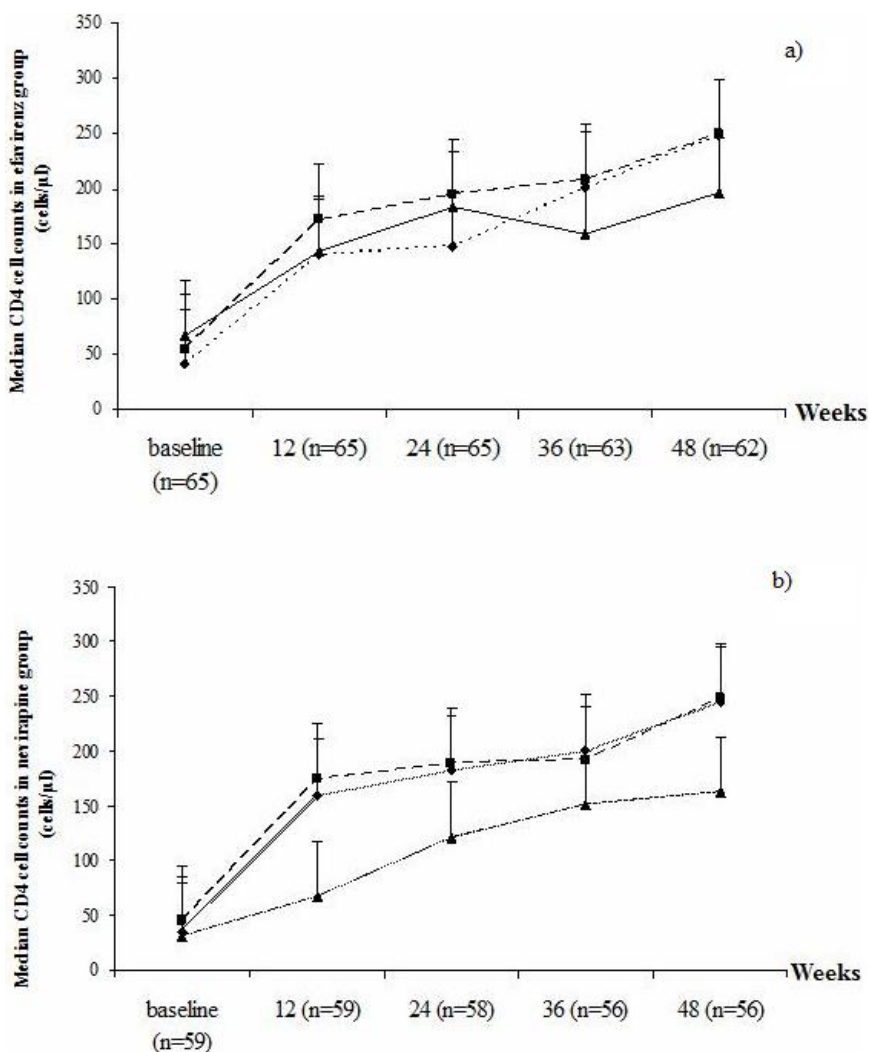 a)
Median CD4 cell counts in efavirenz group
(cells/µl)
350
300
250
200
150
100
50
0
Weeks
baseline
(n=65)
12 (n=65)
24 (n=65)
36 (n=63)
48 (n=62)
b)
Median CD4 cell counts in nevirapine group
(cells/µl)
350
300
250
200
150
100
50
0
Weeks
baseline
(n=59)
12 (n=59)
24 (n=58)
36 (n=56)
48 (n=56)